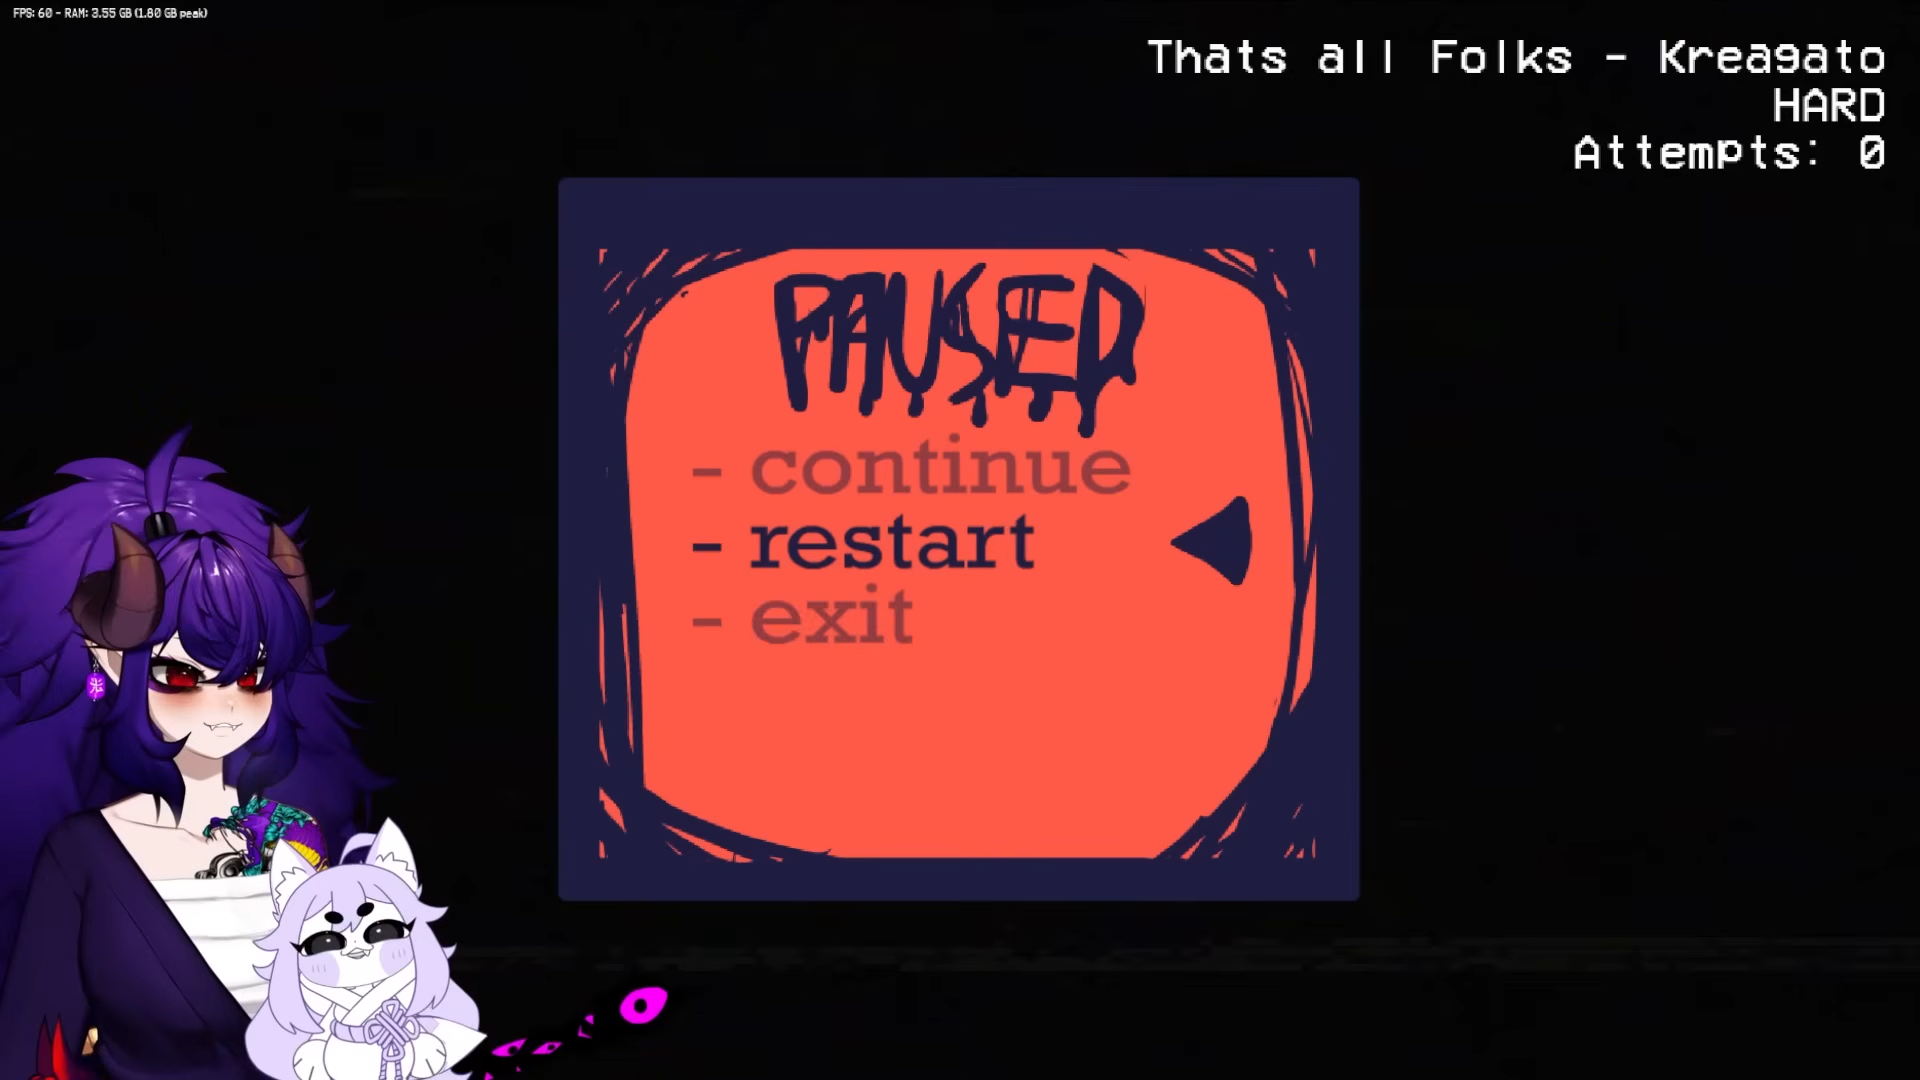 FPS: 60 - RAM: 3.55 GB (1.80 GB peak)
Thats all Folks - Kreagato
HARD
Attempts: 0
PAUSED
- continue
- restart
- exit